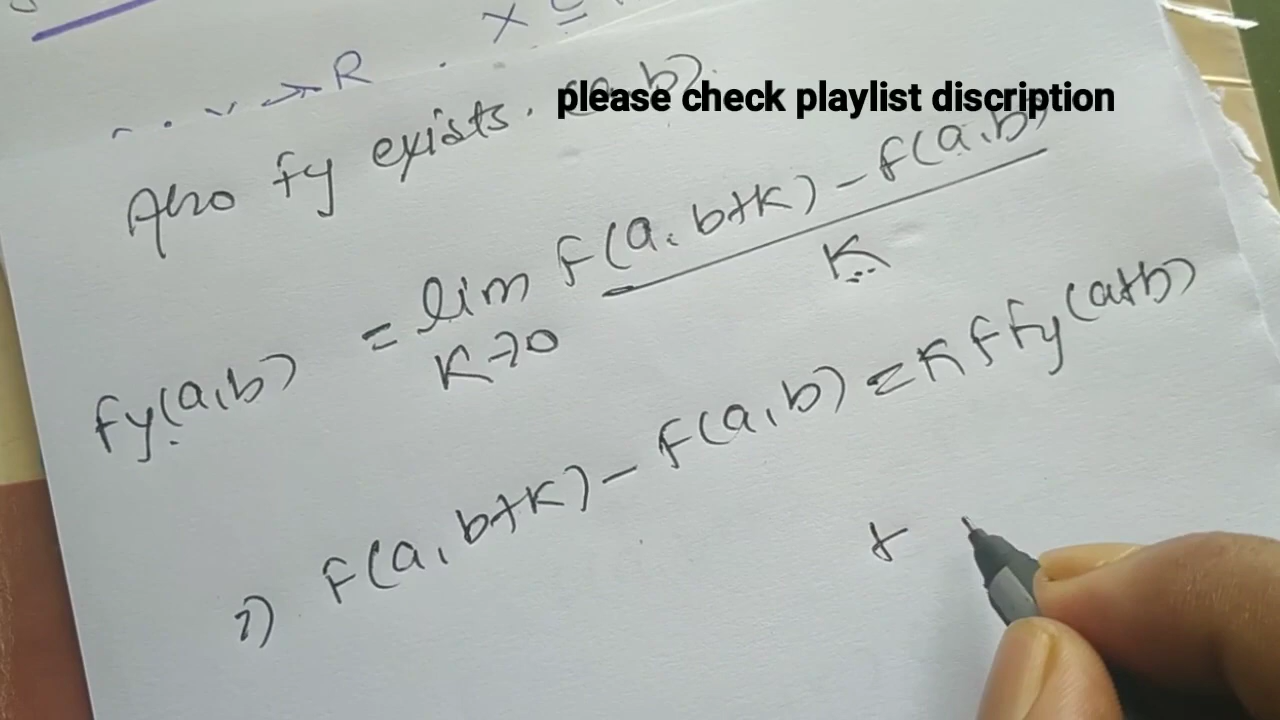 X ⊆
→ R
Also fy exists. (a,b).
please check playlist discription
fy(a,b) = lim K→0 F(a, b+K) - f(a,b) / K
⇒) F(a, b+K) - F(a,b) = K f fy(a+b)
+